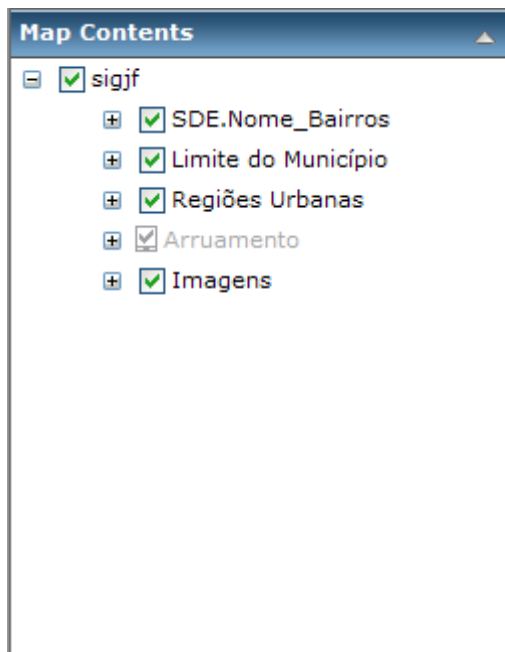 Map Contents
sigjf
SDE.Nome_Bairros
Limite do Município
Regiões Urbanas
Arruamento
Imagens